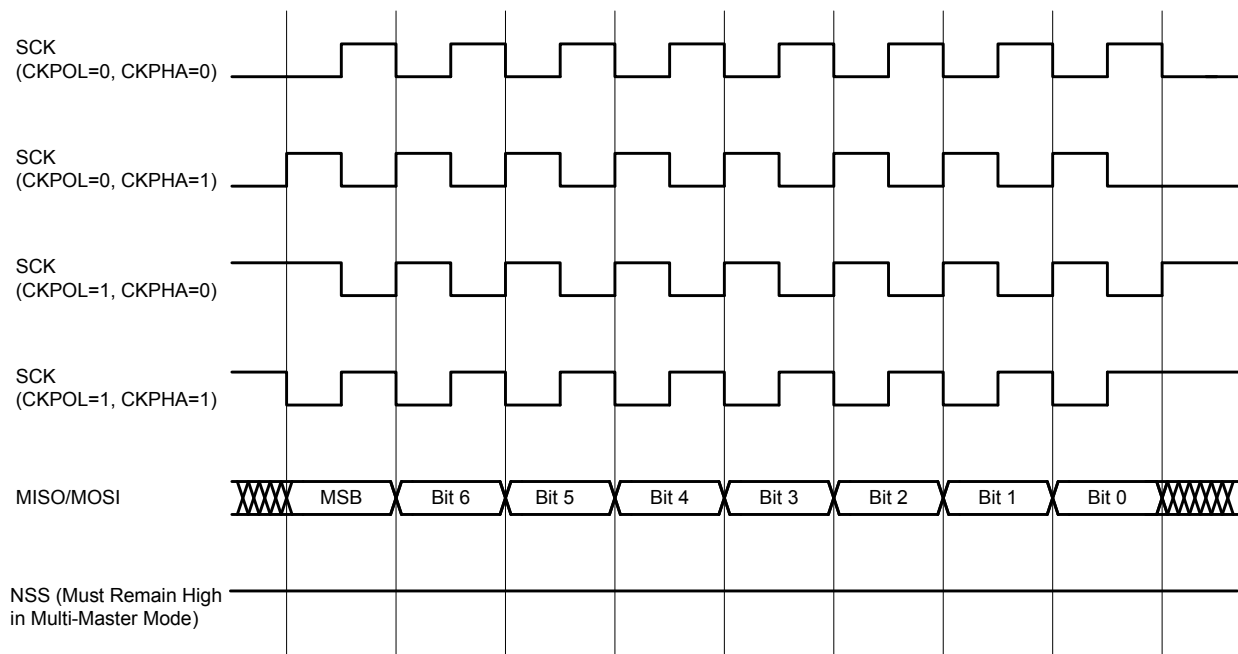 SCK
(CKPOL=0, CKPHA=0)
SCK
(CKPOL=0, CKPHA=1)
SCK
(CKPOL=1, CKPHA=0)
SCK
(CKPOL=1, CKPHA=1)
MISO/MOSI MSB Bit 6 Bit 5 Bit 4 Bit 3 Bit 2 Bit 1 Bit 0
NSS (Must Remain High
in Multi-Master Mode)